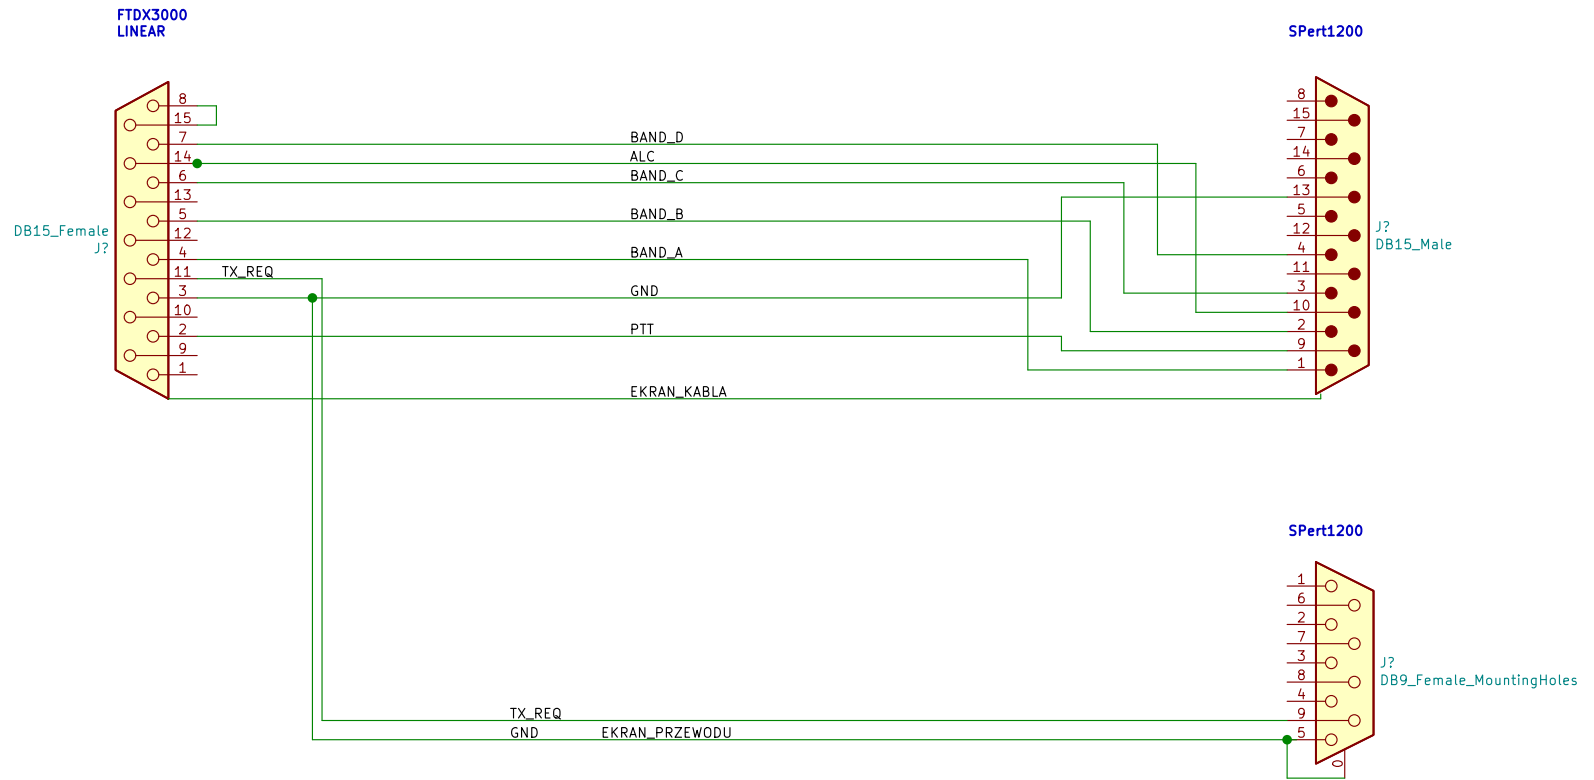 FTDX3000
LINEAR
SPert1200
8
15
7
14
6
13
5
12
4
11
3
10
2
9
1
DB15_Female
J?
BAND_D
ALC
BAND_C
BAND_B
BAND_A
TX_REQ
GND
PTT
EKRAN_KABLA
8
15
7
14
6
13
5
12
4
11
3
10
2
9
1
J?
DB15_Male
SPert1200
1
6
2
7
3
8
4
9
5
0
J?
DB9_Female_MountingHoles
TX_REQ
GND EKRAN_PRZEWODU